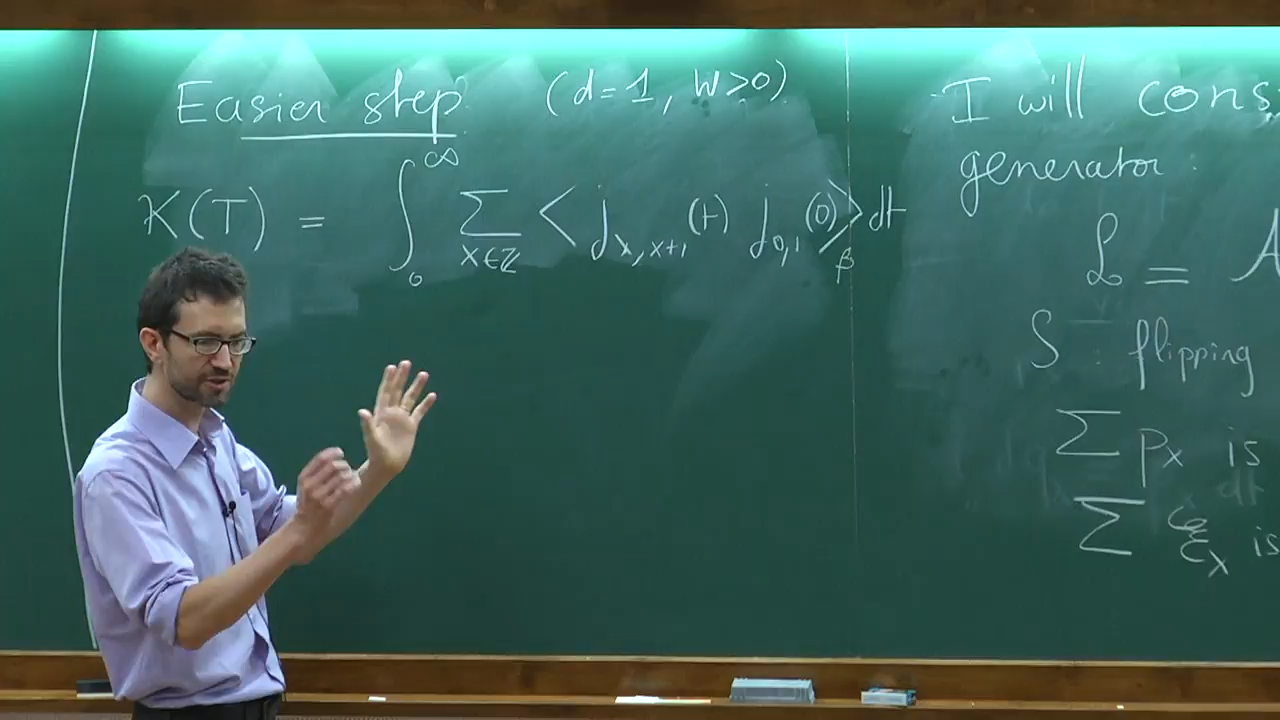 Easier step (d=1, W>0)
K(T) = ∫₀^∞ Σ_{x∈ℤ} < j_{x,x+1}(t) j_{0,1}(0) >_β dt
I will cons
generator:
ℒ = A
S : flipping
Σ p_x is
Σ ξ_x is